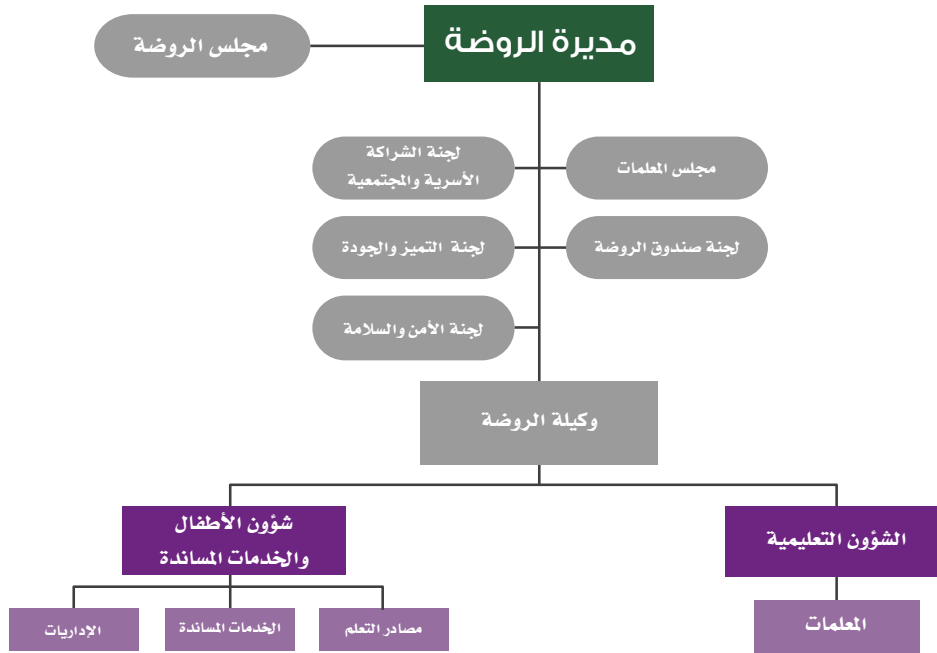 مديرة الروضة
مجلس الروضة
مجلس المعلمات
لجنة الشراكة
الأسرية والمجتمعية
لجنة صندوق الروضة
لجنة التميز والجودة
لجنة الأمن والسلامة
وكيلة الروضة
الشؤون التعليمية
شؤون الأطفال
والخدمات المساندة
المعلمات
مصادر التعلم
الخدمات المساندة
الإداريات